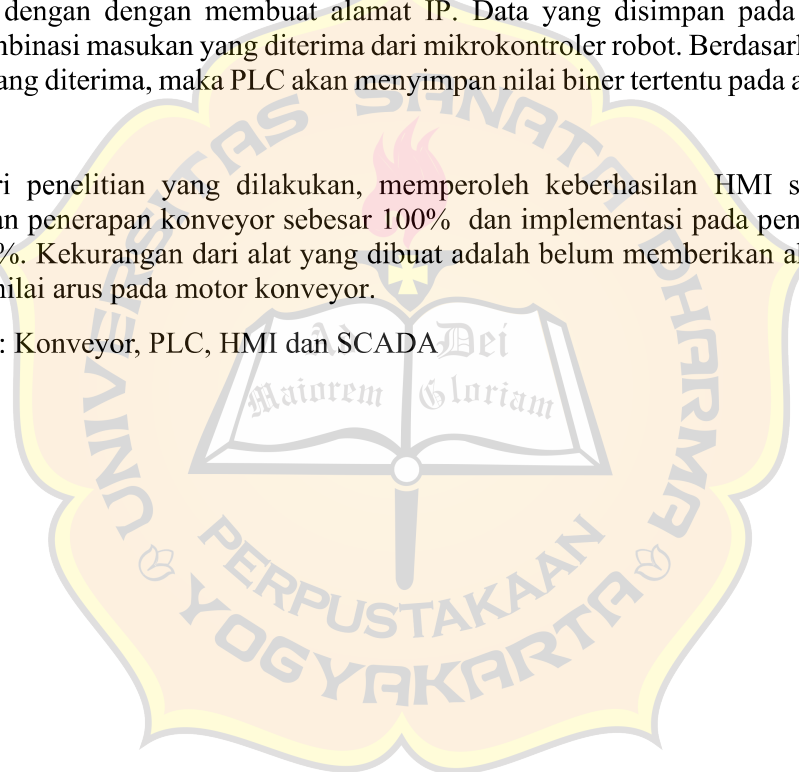 dengan dengan membuat alamat IP. Data yang disimpan pada
mbinasi masukan yang diterima dari mikrokontroler robot.
ang diterima, maka PLC akan menyimpan nilai biner tertentu pada
UNIVERSITAS SANATA DHARMA
ri penelitian yang dilakukan, memperoleh keberhasilan HMI s
an penerapan konveyor sebesar 100% dan implementasi pada pen
%. Kekurangan dari alat yang dibuat adalah belum memberikan
nilai arus pada motor konveyor.
: Konveyor, PLC, HMI dan SCADA
Ad Dei
Maiorem Gloriam
PERPUSTAKAAN
YOGYAKARTA